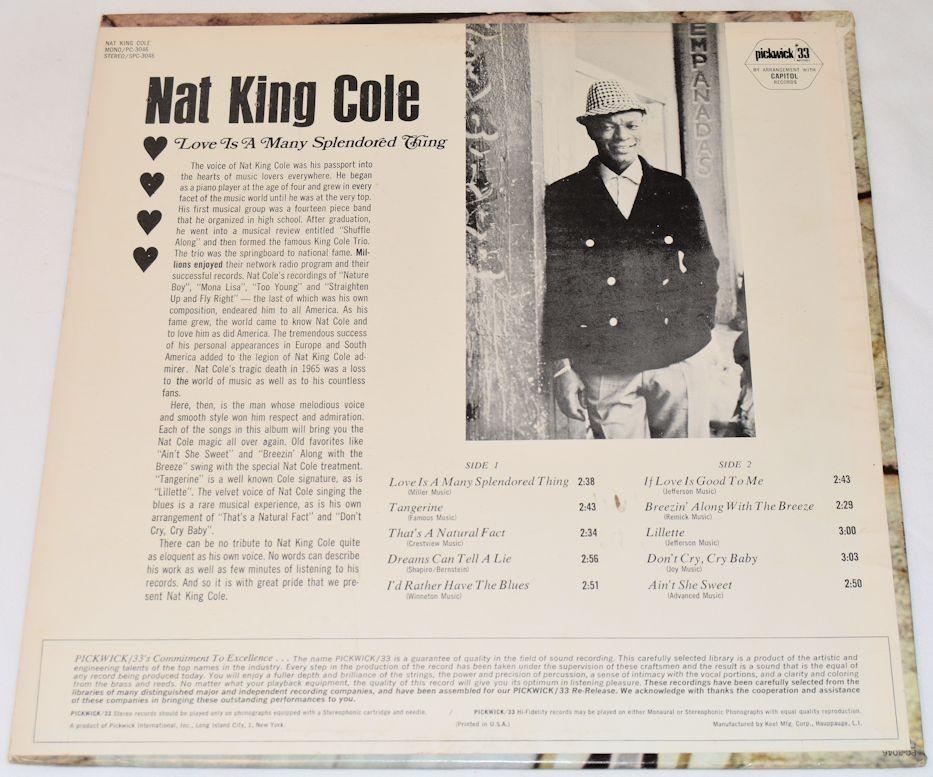 NAT KING COLE
MONO/PC-3046
STEREO/SPC-3046
pickwick 33
BY ARRANGEMENT WITH
CAPITOL
RECORDS
EMPANADAS
Nat King Cole
Love Is A Many Splendored Thing
The voice of Nat King Cole was his passport into
the hearts of music lovers everywhere. He began
as a piano player at the age of four and grew in every
facet of the music world until he was at the very top.
His first musical group was a fourteen piece band
that he organized in high school. After graduation,
he went into a musical review entitled "Shuffle
Along" and then formed the famous King Cole Trio.
The trio was the springboard to national fame. Mil-
lions enjoyed their network radio program and their
successful records. Nat Cole's recordings of "Nature
Boy", "Mona Lisa", "Too Young" and "Straighten
Up and Fly Right" — the last of which was his own
composition, endeared him to all America. As his
fame grew, the world came to know Nat Cole and
to love him as did America. The tremendous success
of his personal appearances in Europe and South
America added to the legion of Nat King Cole ad-
mirer. Nat Cole's tragic death in 1965 was a loss
to the world of music as well as to his countless
fans.
Here, then, is the man whose melodious voice
and smooth style won him respect and admiration.
Each of the songs in this album will bring you the
Nat Cole magic all over again. Old favorites like
"Ain't She Sweet" and "Breezin' Along with the
Breeze" swing with the special Nat Cole treatment.
"Tangerine" is a well known Cole signature, as is
"Lillette". The velvet voice of Nat Cole singing the
blues is a rare musical experience, as is his own
arrangement of "That's a Natural Fact" and "Don't
Cry, Cry Baby".
There can be no tribute to Nat King Cole quite
as eloquent as his own voice. No words can describe
his work as well as few minutes of listening to his
records. And so it is with great pride that we pre-
sent Nat King Cole.
SIDE 1
Love Is A Many Splendored Thing 2:38
(Miller Music)
Tangerine 2:43
(Famous Music)
That's A Natural Fact 2:34
(Crestview Music)
Dreams Can Tell A Lie 2:56
(Shapiro/Bernstein)
I'd Rather Have The Blues 2:51
(Winneton Music)
SIDE 2
If Love Is Good To Me 2:43
(Jefferson Music)
Breezin' Along With The Breeze 2:29
(Remick Music)
Lillette 3:00
(Jefferson Music)
Don't Cry, Cry Baby 3:03
(Joy Music)
Ain't She Sweet 2:50
(Advanced Music)
PICKWICK/33's Commitment To Excellence . . . The name PICKWICK/33 is a guarantee of quality in the field of sound recording. This carefully selected library is a product of the artistic and
engineering talents of the top names in the industry. Every step in the production of the record has been taken under the supervision of these craftsmen and the result is a sound that is the equal of
any record being produced today. You will enjoy a fuller depth and brilliance of the strings, the power and precision of percussion, a sense of intimacy with the vocal portions, and a clarity and coloring
from the brass and reeds. No matter what your playback equipment, the quality of this record will give you its optimum in listening pleasure. These recordings have been carefully selected from the
libraries of many distinguished major and independent recording companies, and have been assembled for our PICKWICK/33 Re-Release. We acknowledge with thanks the cooperation and assistance
of these companies in bringing these outstanding performances to you.
PICKWICK/33 Stereo records should be played only on phonographs equipped with a Stereophonic cartridge and needle. / PICKWICK/33 Hi-Fidelity records may be played on either Monaural or Stereophonic Phonographs with equal quality reproduction.
A product of Pickwick International, Inc., Long Island City, 1, New York. (Printed in U.S.A.) Manufactured by Keel Mfg. Corp., Hauppauge, L.I.